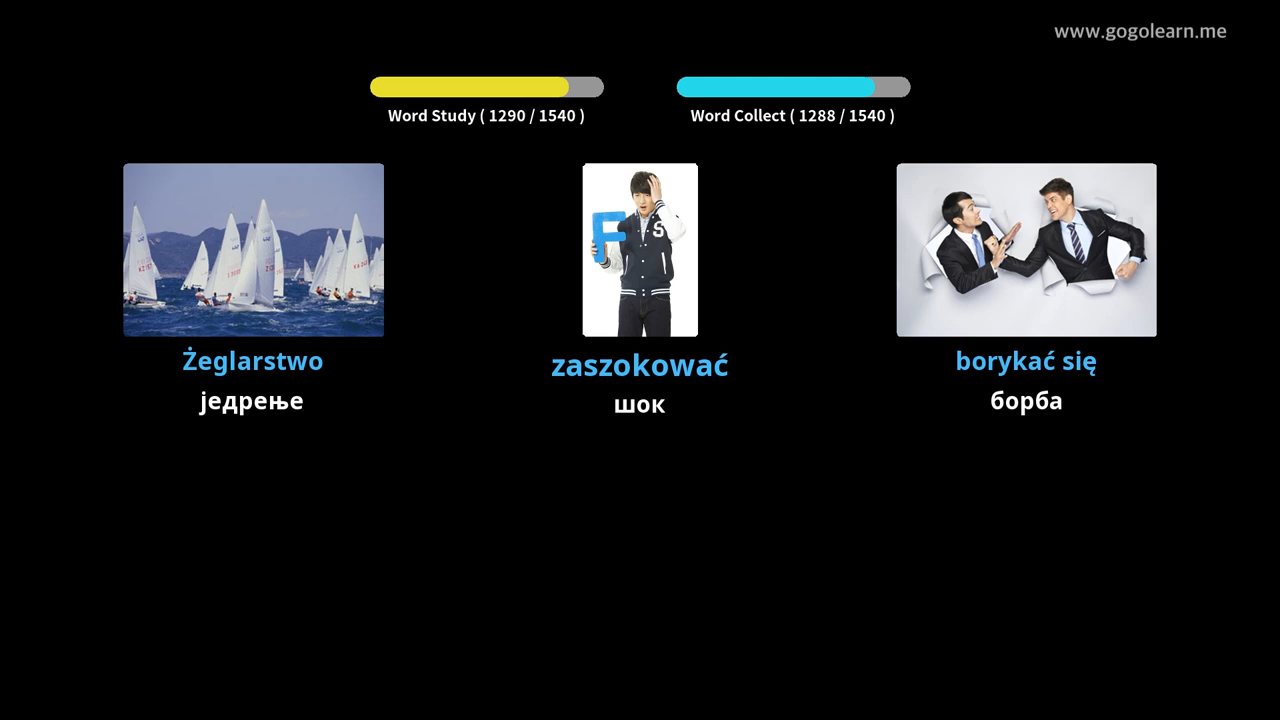 www.gogolearn.me
Word Study ( 1290 / 1540 )
Word Collect ( 1288 / 1540 )
F
S
Żeglarstwo
zaszokować
borykać się
једрење
шок
борба